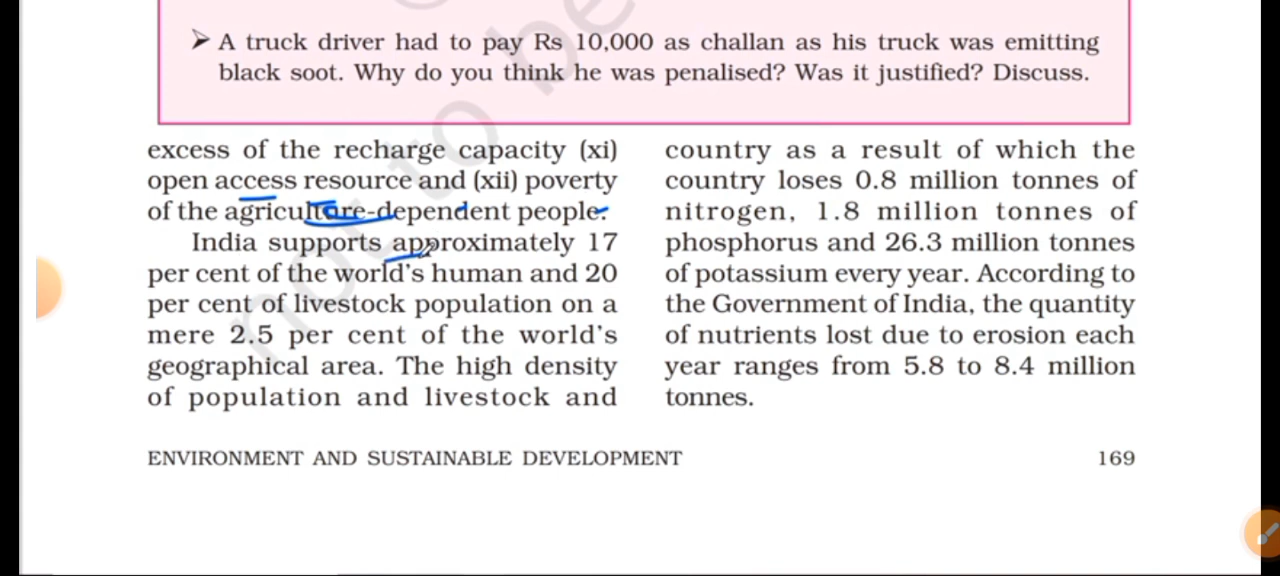 ➢ A truck driver had to pay Rs 10,000 as challan as his truck was emitting
black soot. Why do you think he was penalised? Was it justified? Discuss.
excess of the recharge capacity (xi)
open access resource and (xii) poverty
of the agriculture-dependent people.
India supports approximately 17
per cent of the world's human and 20
per cent of livestock population on a
mere 2.5 per cent of the world's
geographical area. The high density
of population and livestock and
country as a result of which the
country loses 0.8 million tonnes of
nitrogen, 1.8 million tonnes of
phosphorus and 26.3 million tonnes
of potassium every year. According to
the Government of India, the quantity
of nutrients lost due to erosion each
year ranges from 5.8 to 8.4 million
tonnes.
ENVIRONMENT AND SUSTAINABLE DEVELOPMENT
169
not to be